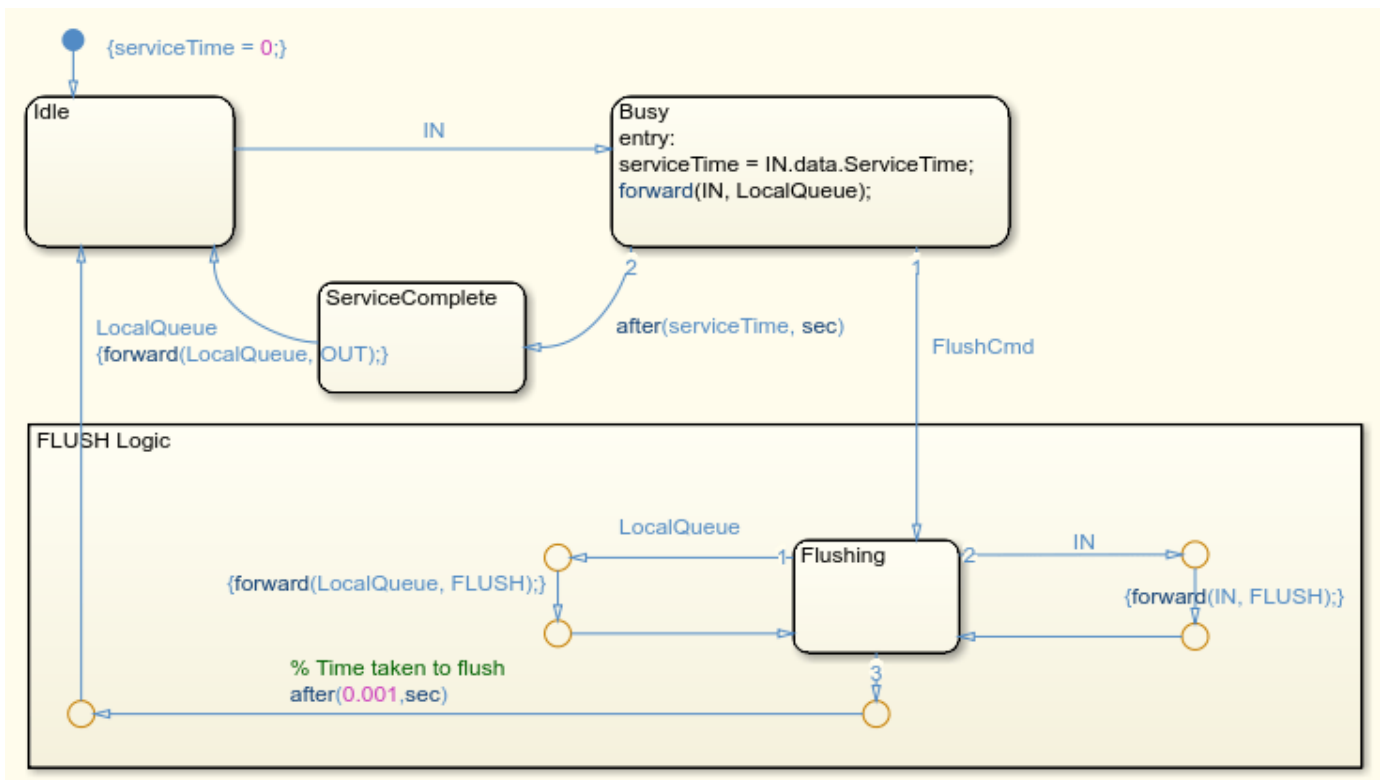 {serviceTime = 0;}
Idle
IN
Busy
entry:
serviceTime = IN.data.ServiceTime;
forward(IN, LocalQueue);
2
1
ServiceComplete
after(serviceTime, sec)
LocalQueue
{forward(LocalQueue, OUT);}
FlushCmd
FLUSH Logic
LocalQueue
1
Flushing
2
IN
{forward(LocalQueue, FLUSH);}
{forward(IN, FLUSH);}
3
% Time taken to flush
after(0.001,sec)